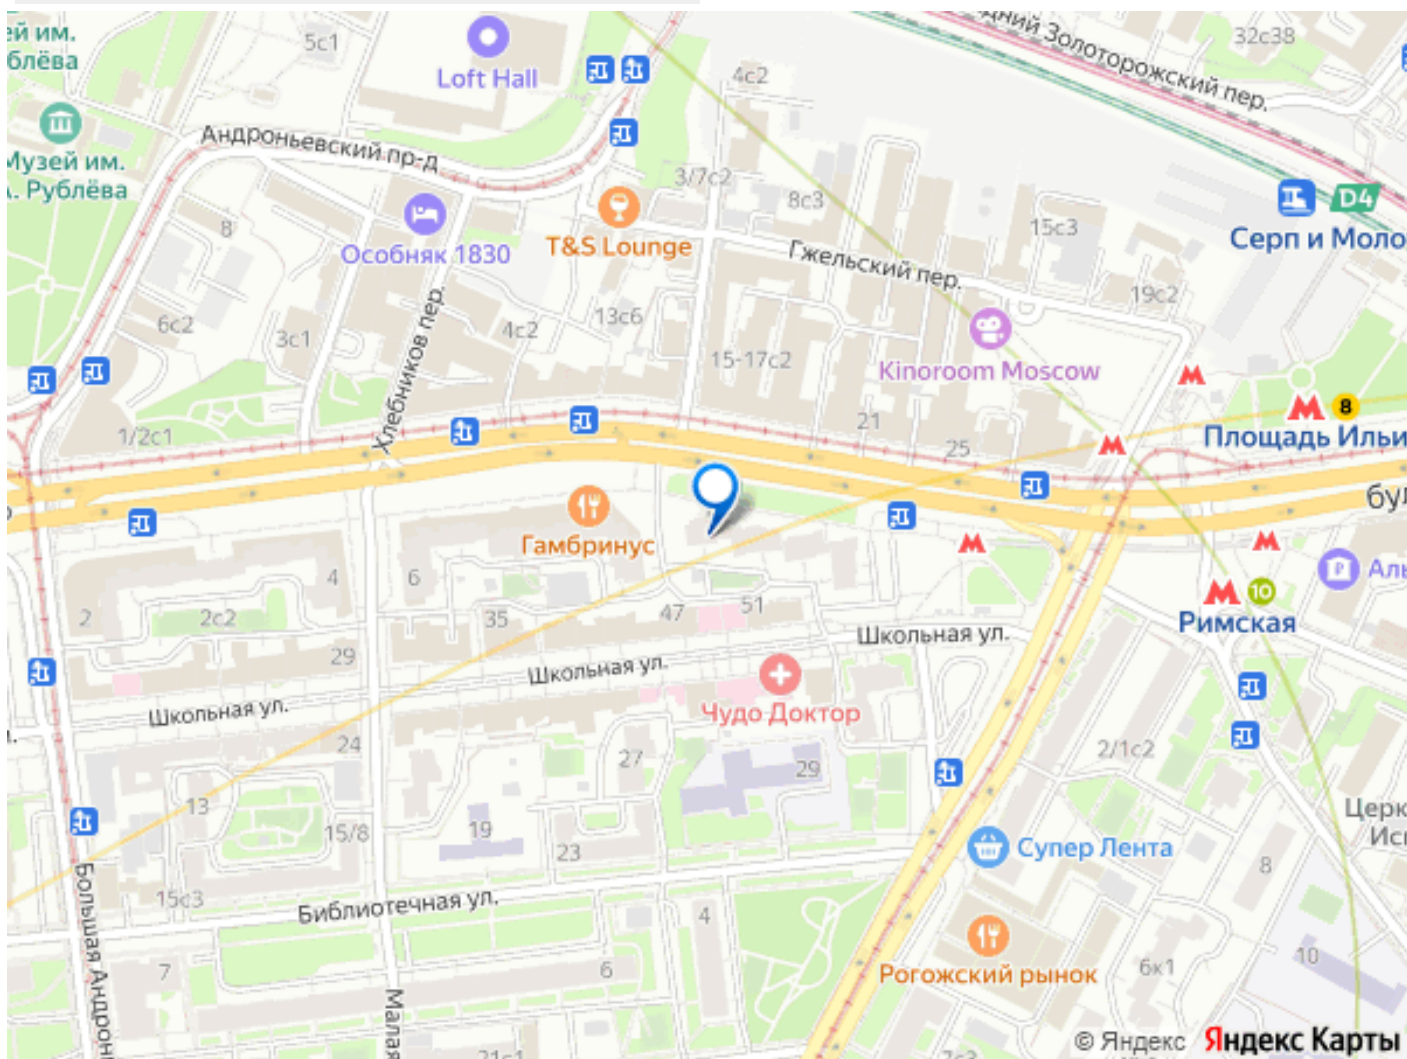 ей им.
блёва
5с1
Loft Hall
4с2
дний Золоторожский пер.
32с38
Музей им.
А. Рублёва
Андроньевский пр-д
3/7с2
8с3
15с3
D4
Серп и Моло
8
Особняк 1830
T&S Lounge
Гжельский пер.
19с2
6с2
3с1
Хлебников пер.
4с2
13с6
15-17с2
Kinoroom Moscow
М
М 8
Площадь Ильи
1/2с1
21
25
М
бул
Гамбринус
М
М
Аль
М 10
Римская
2
2с2
4
6
35
47
51
Школьная ул.
29
Школьная ул.
Школьная ул.
Чудо Доктор
24
27
29
2/1с2
13
15/8
19
23
Супер Лента
8
Церк
Ис
15с3
Библиотечная ул.
4
Большая Андрон
7
6
Малая
Рогожский рынок
6к1
10
21с1
7с3
© Яндекс Яндекс Карты